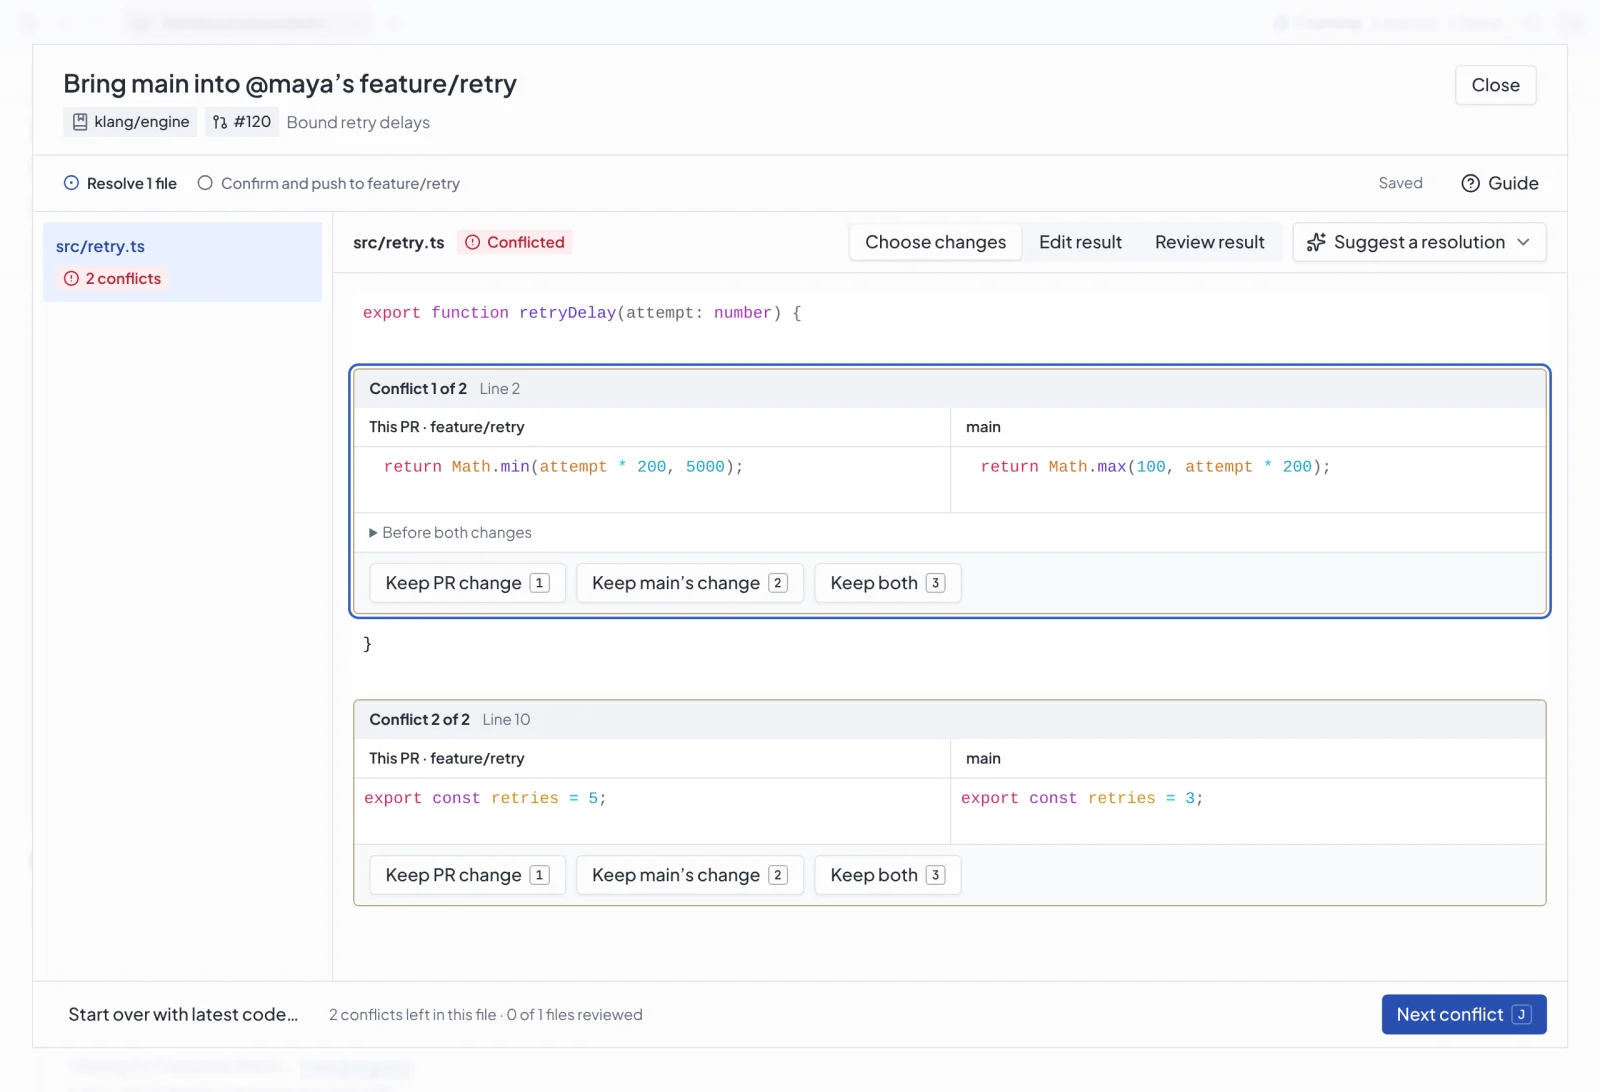 Bring main into @maya’s feature/retry
Close
klang/engine #120 Bound retry delays
Resolve 1 file Confirm and push to feature/retry
Saved Guide
src/retry.ts
2 conflicts
src/retry.ts Conflicted
Choose changes Edit result Review result Suggest a resolution
export function retryDelay(attempt: number) {
Conflict 1 of 2 Line 2
This PR · feature/retry main
return Math.min(attempt * 200, 5000); return Math.max(100, attempt * 200);
Before both changes
Keep PR change 1 Keep main’s change 2 Keep both 3
}
Conflict 2 of 2 Line 10
This PR · feature/retry main
export const retries = 5; export const retries = 3;
Keep PR change 1 Keep main’s change 2 Keep both 3
Start over with latest code… 2 conflicts left in this file · 0 of 1 files reviewed
Next conflict J